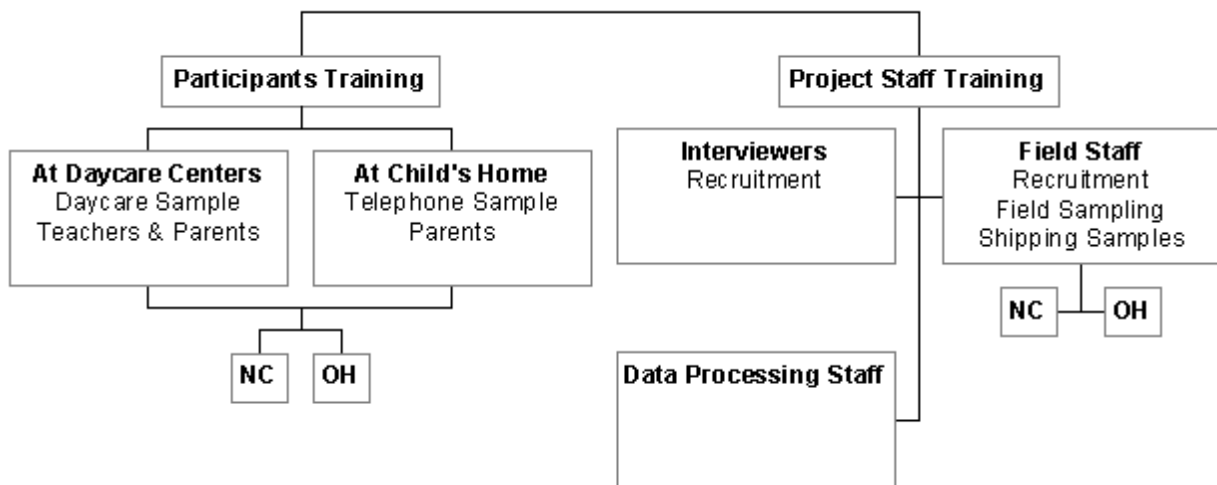 Participants Training
Project Staff Training
At Daycare Centers
Daycare Sample
Teachers & Parents
At Child's Home
Telephone Sample
Parents
Interviewers
Recruitment
Field Staff
Recruitment
Field Sampling
Shipping Samples
NC
OH
NC
OH
Data Processing Staff